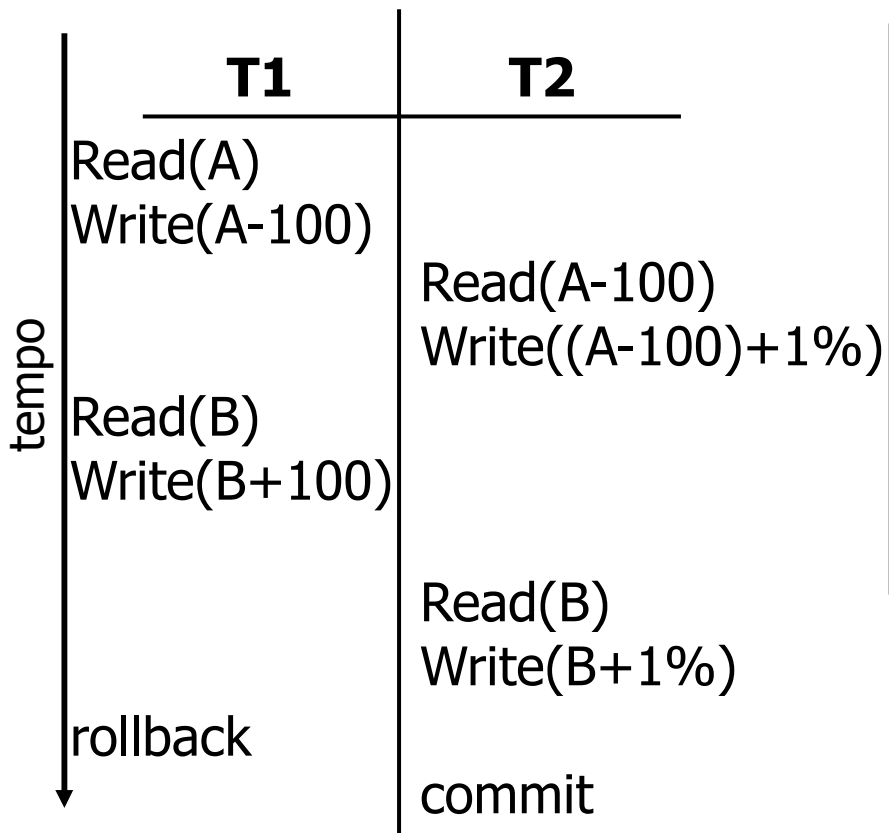 T1 T2
Read(A)
Write(A-100)
Read(A-100)
Write((A-100)+1%)
tempo
Read(B)
Write(B+100)
Read(B)
Write(B+1%)
rollback
commit